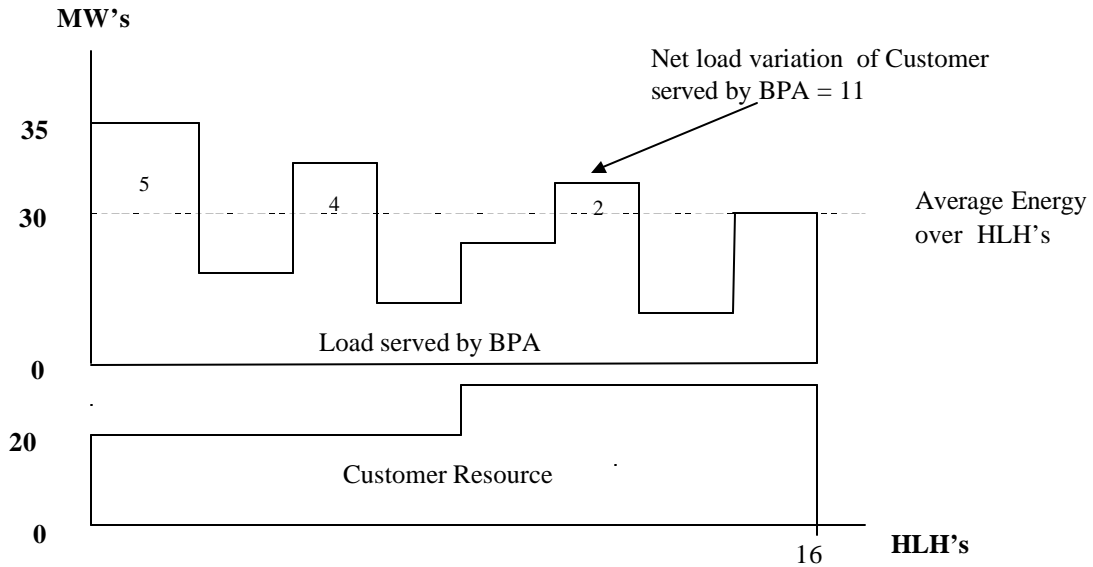 MW's
Net load variation of Customer
served by BPA = 11
35
5
4
2
30
Average Energy
over HLH's
Load served by BPA
0
20
Customer Resource
0
16
HLH's